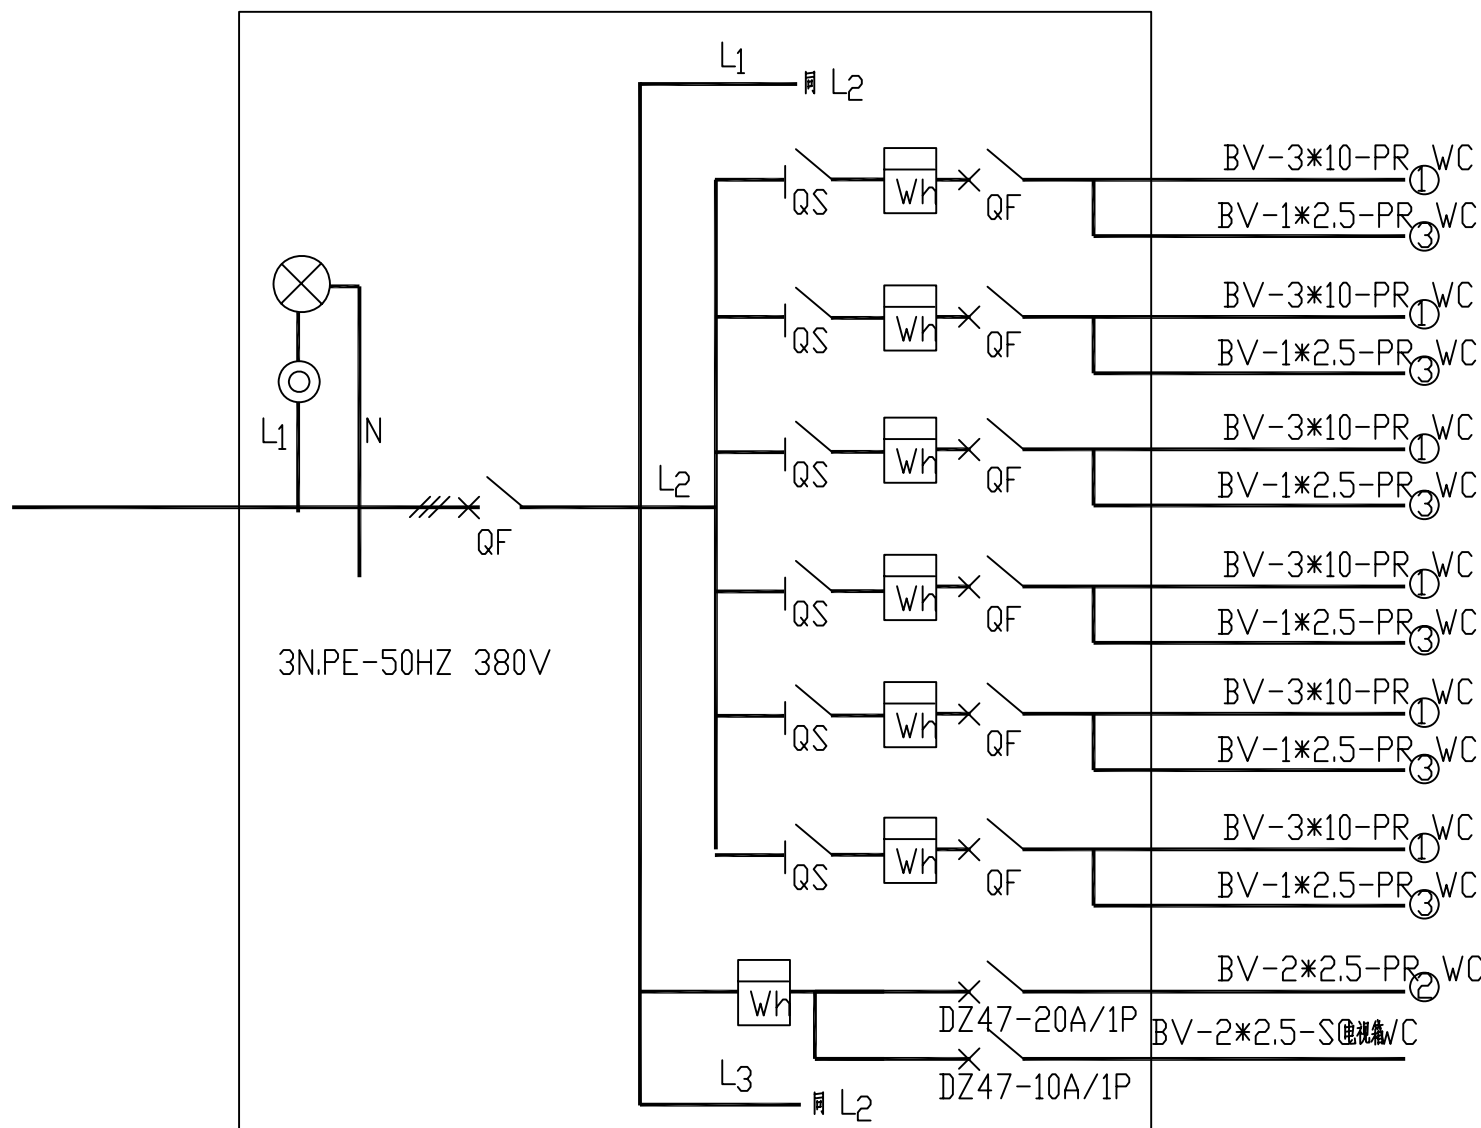 L1
同 L2
BV-3*10-PR WC
①
QS Wh QF
BV-1*2.5-PR WC
③
BV-3*10-PR WC
①
QS Wh QF
BV-1*2.5-PR WC
③
L1 N
BV-3*10-PR WC
①
QS Wh QF
BV-1*2.5-PR WC
③
L2
QF
BV-3*10-PR WC
①
QS Wh QF
BV-1*2.5-PR WC
③
3N.PE-50HZ 380V
BV-3*10-PR WC
①
QS Wh QF
BV-1*2.5-PR WC
③
BV-3*10-PR WC
①
QS Wh QF
BV-1*2.5-PR WC
③
BV-2*2.5-PR WC
②
Wh
DZ47-20A/1P
BV-2*2.5-SC WC
电视箱
DZ47-10A/1P
L3
同 L2